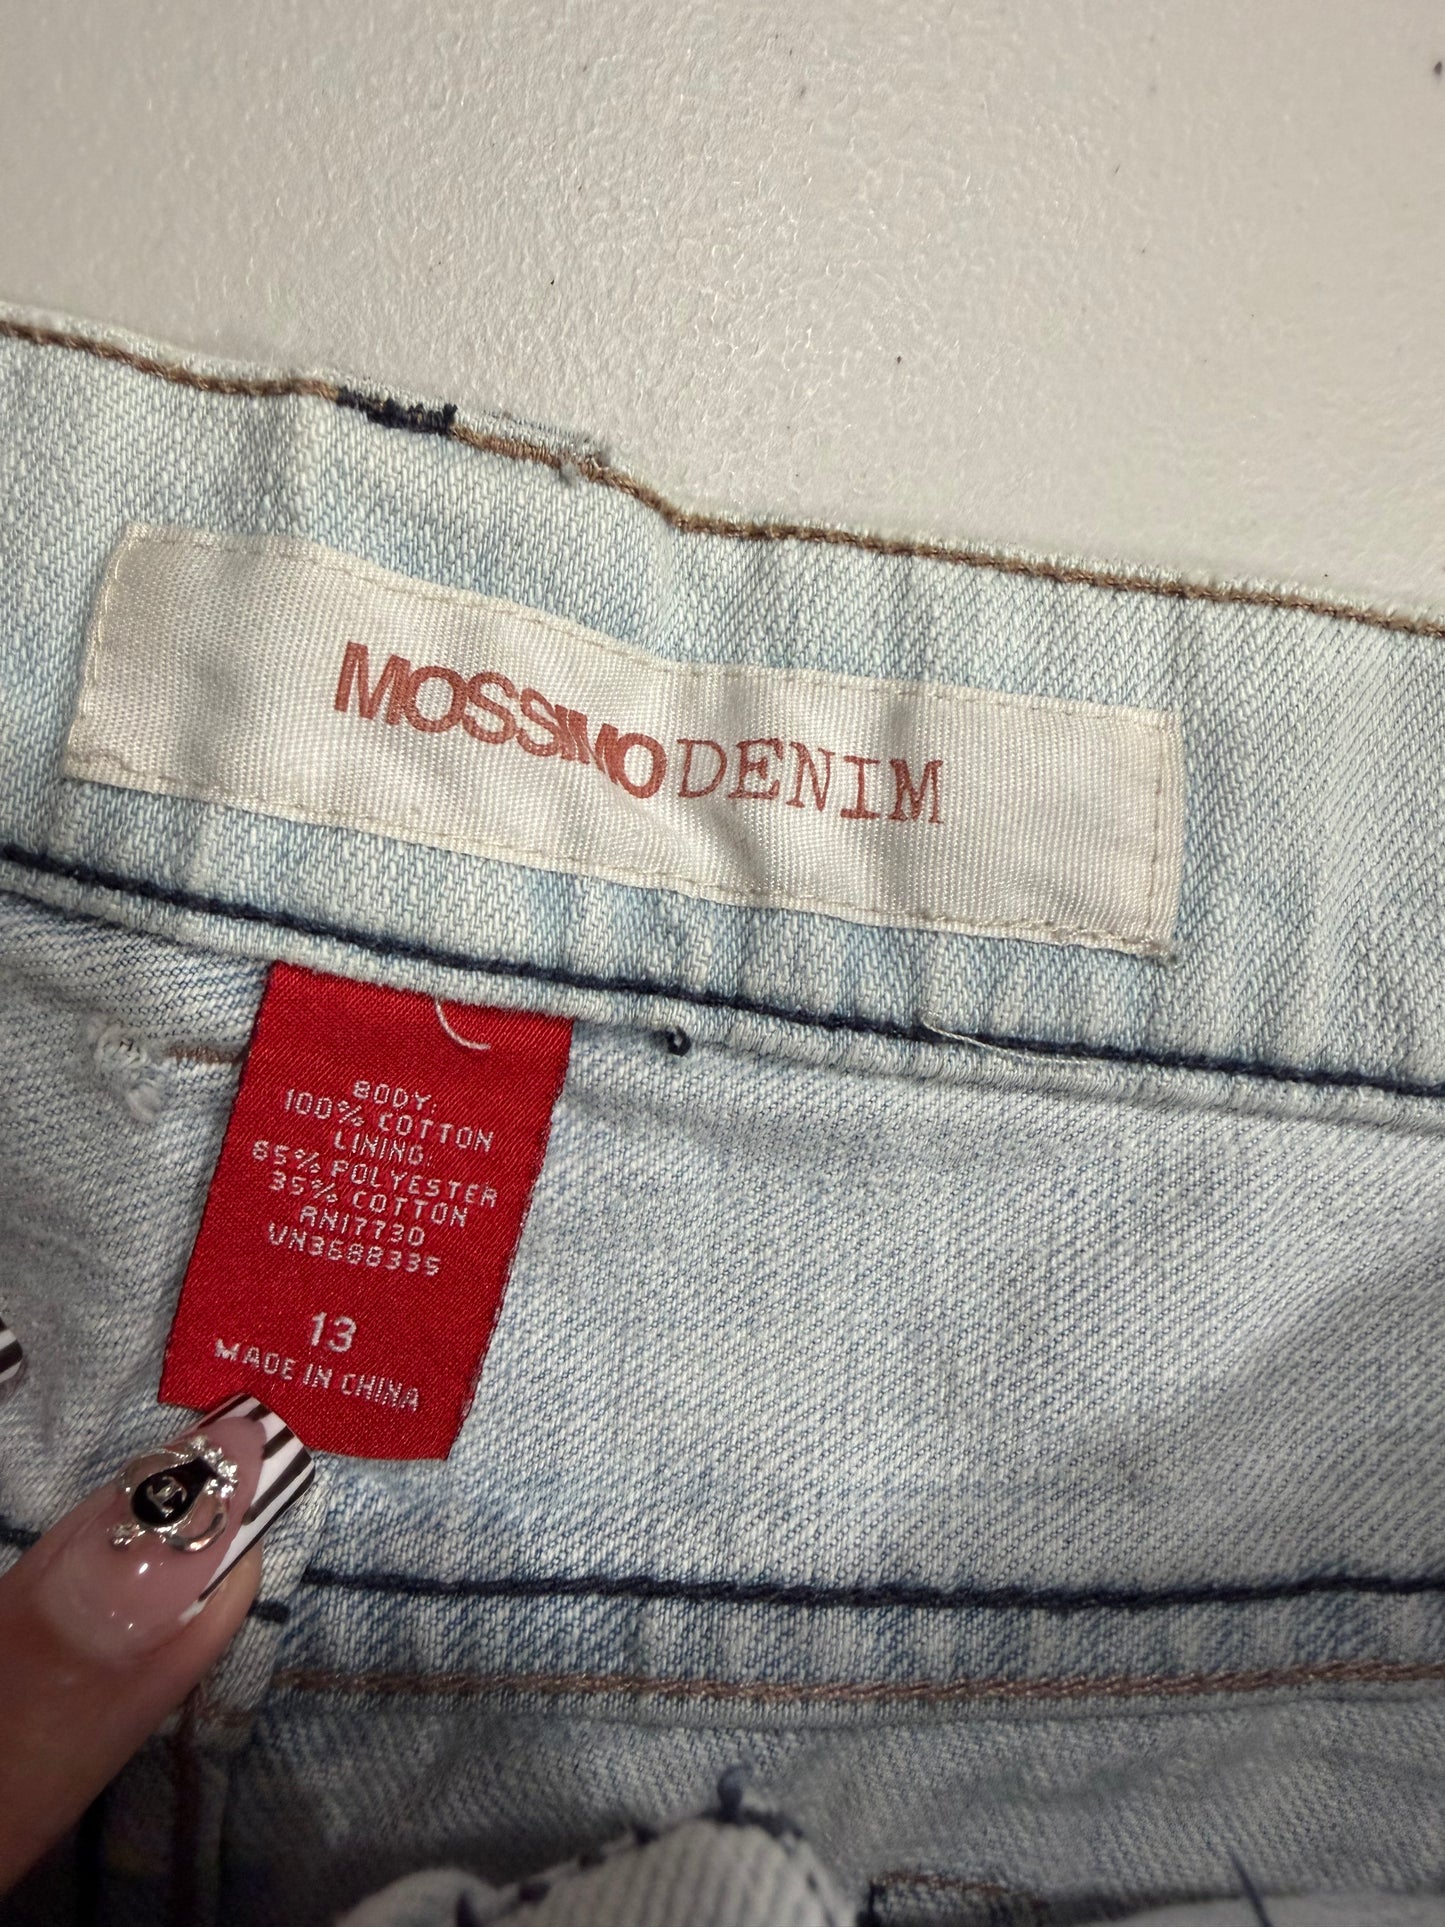 MOSSIMO DENIM
BODY:
100% COTTON
LINING:
65% POLYESTER
35% COTTON
RN17730
VN3688335
13
MADE IN CHINA